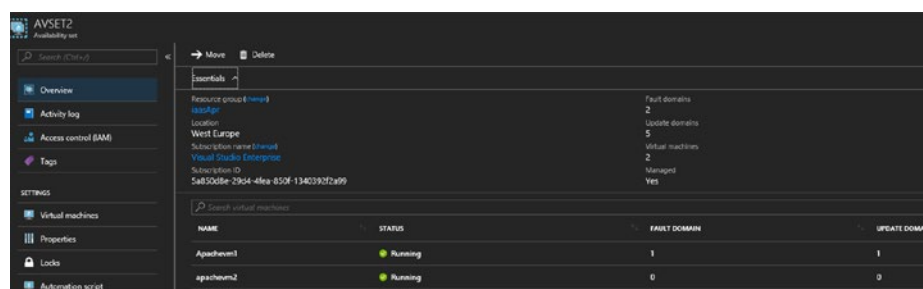 AVSET2
Availability set
Search (Ctrl+/)
Overview
Activity log
Access control (IAM)
Tags
SETTINGS
Virtual machines
Properties
Locks
Automation script
Move Delete
Essentials
Resource group (change)
iaasApr
Location
West Europe
Subscription name (change)
Visual Studio Enterprise
Subscription ID
5a850d8e-29d4-4fea-850f-1340392f2a99
Fault domains
2
Update domains
5
Virtual machines
2
Managed
Yes
Search virtual machines
NAME STATUS FAULT DOMAIN UPDATE DOMA
Apachevm1 Running 1 1
apachevm2 Running 0 0